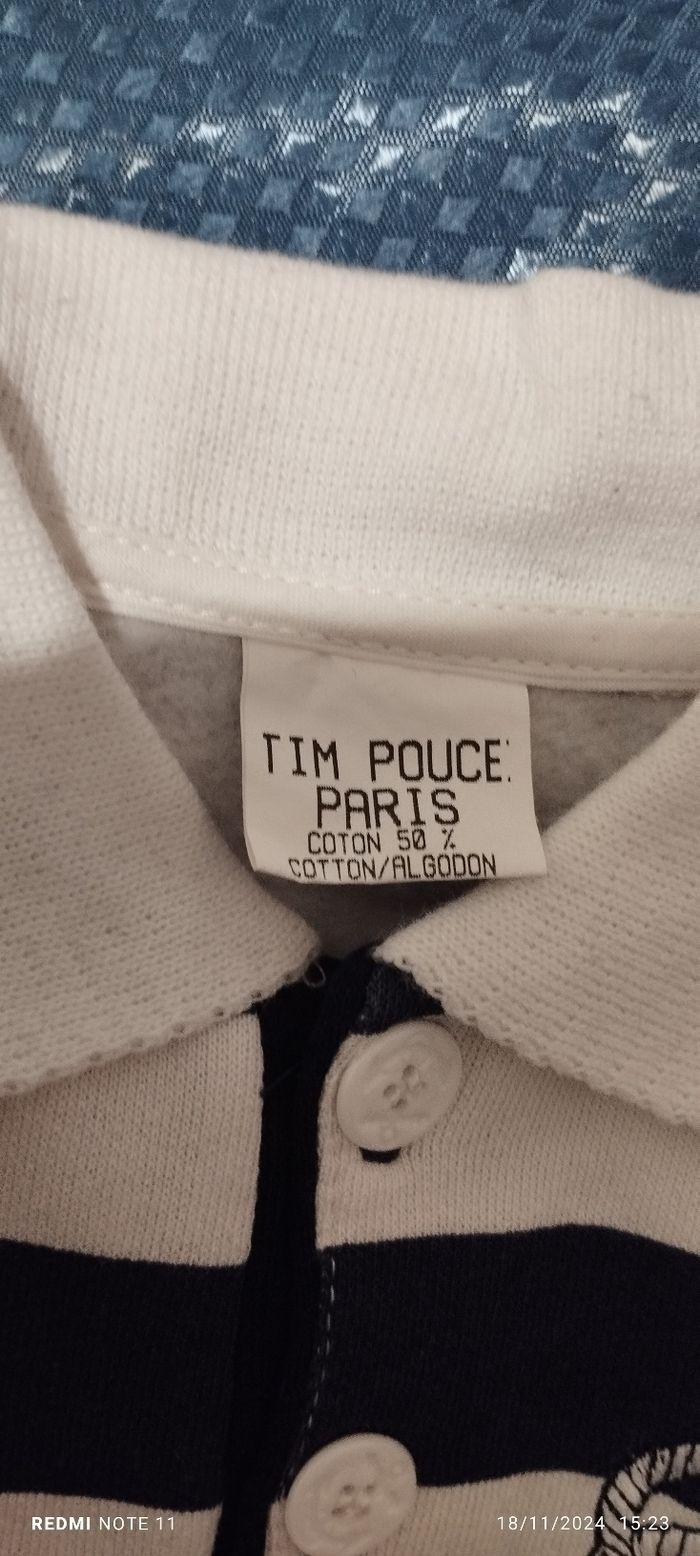 TIM POUCE:
PARIS
COTON 50 %
COTTON/ALGODON
REDMI NOTE 11
18/11/2024 15:23